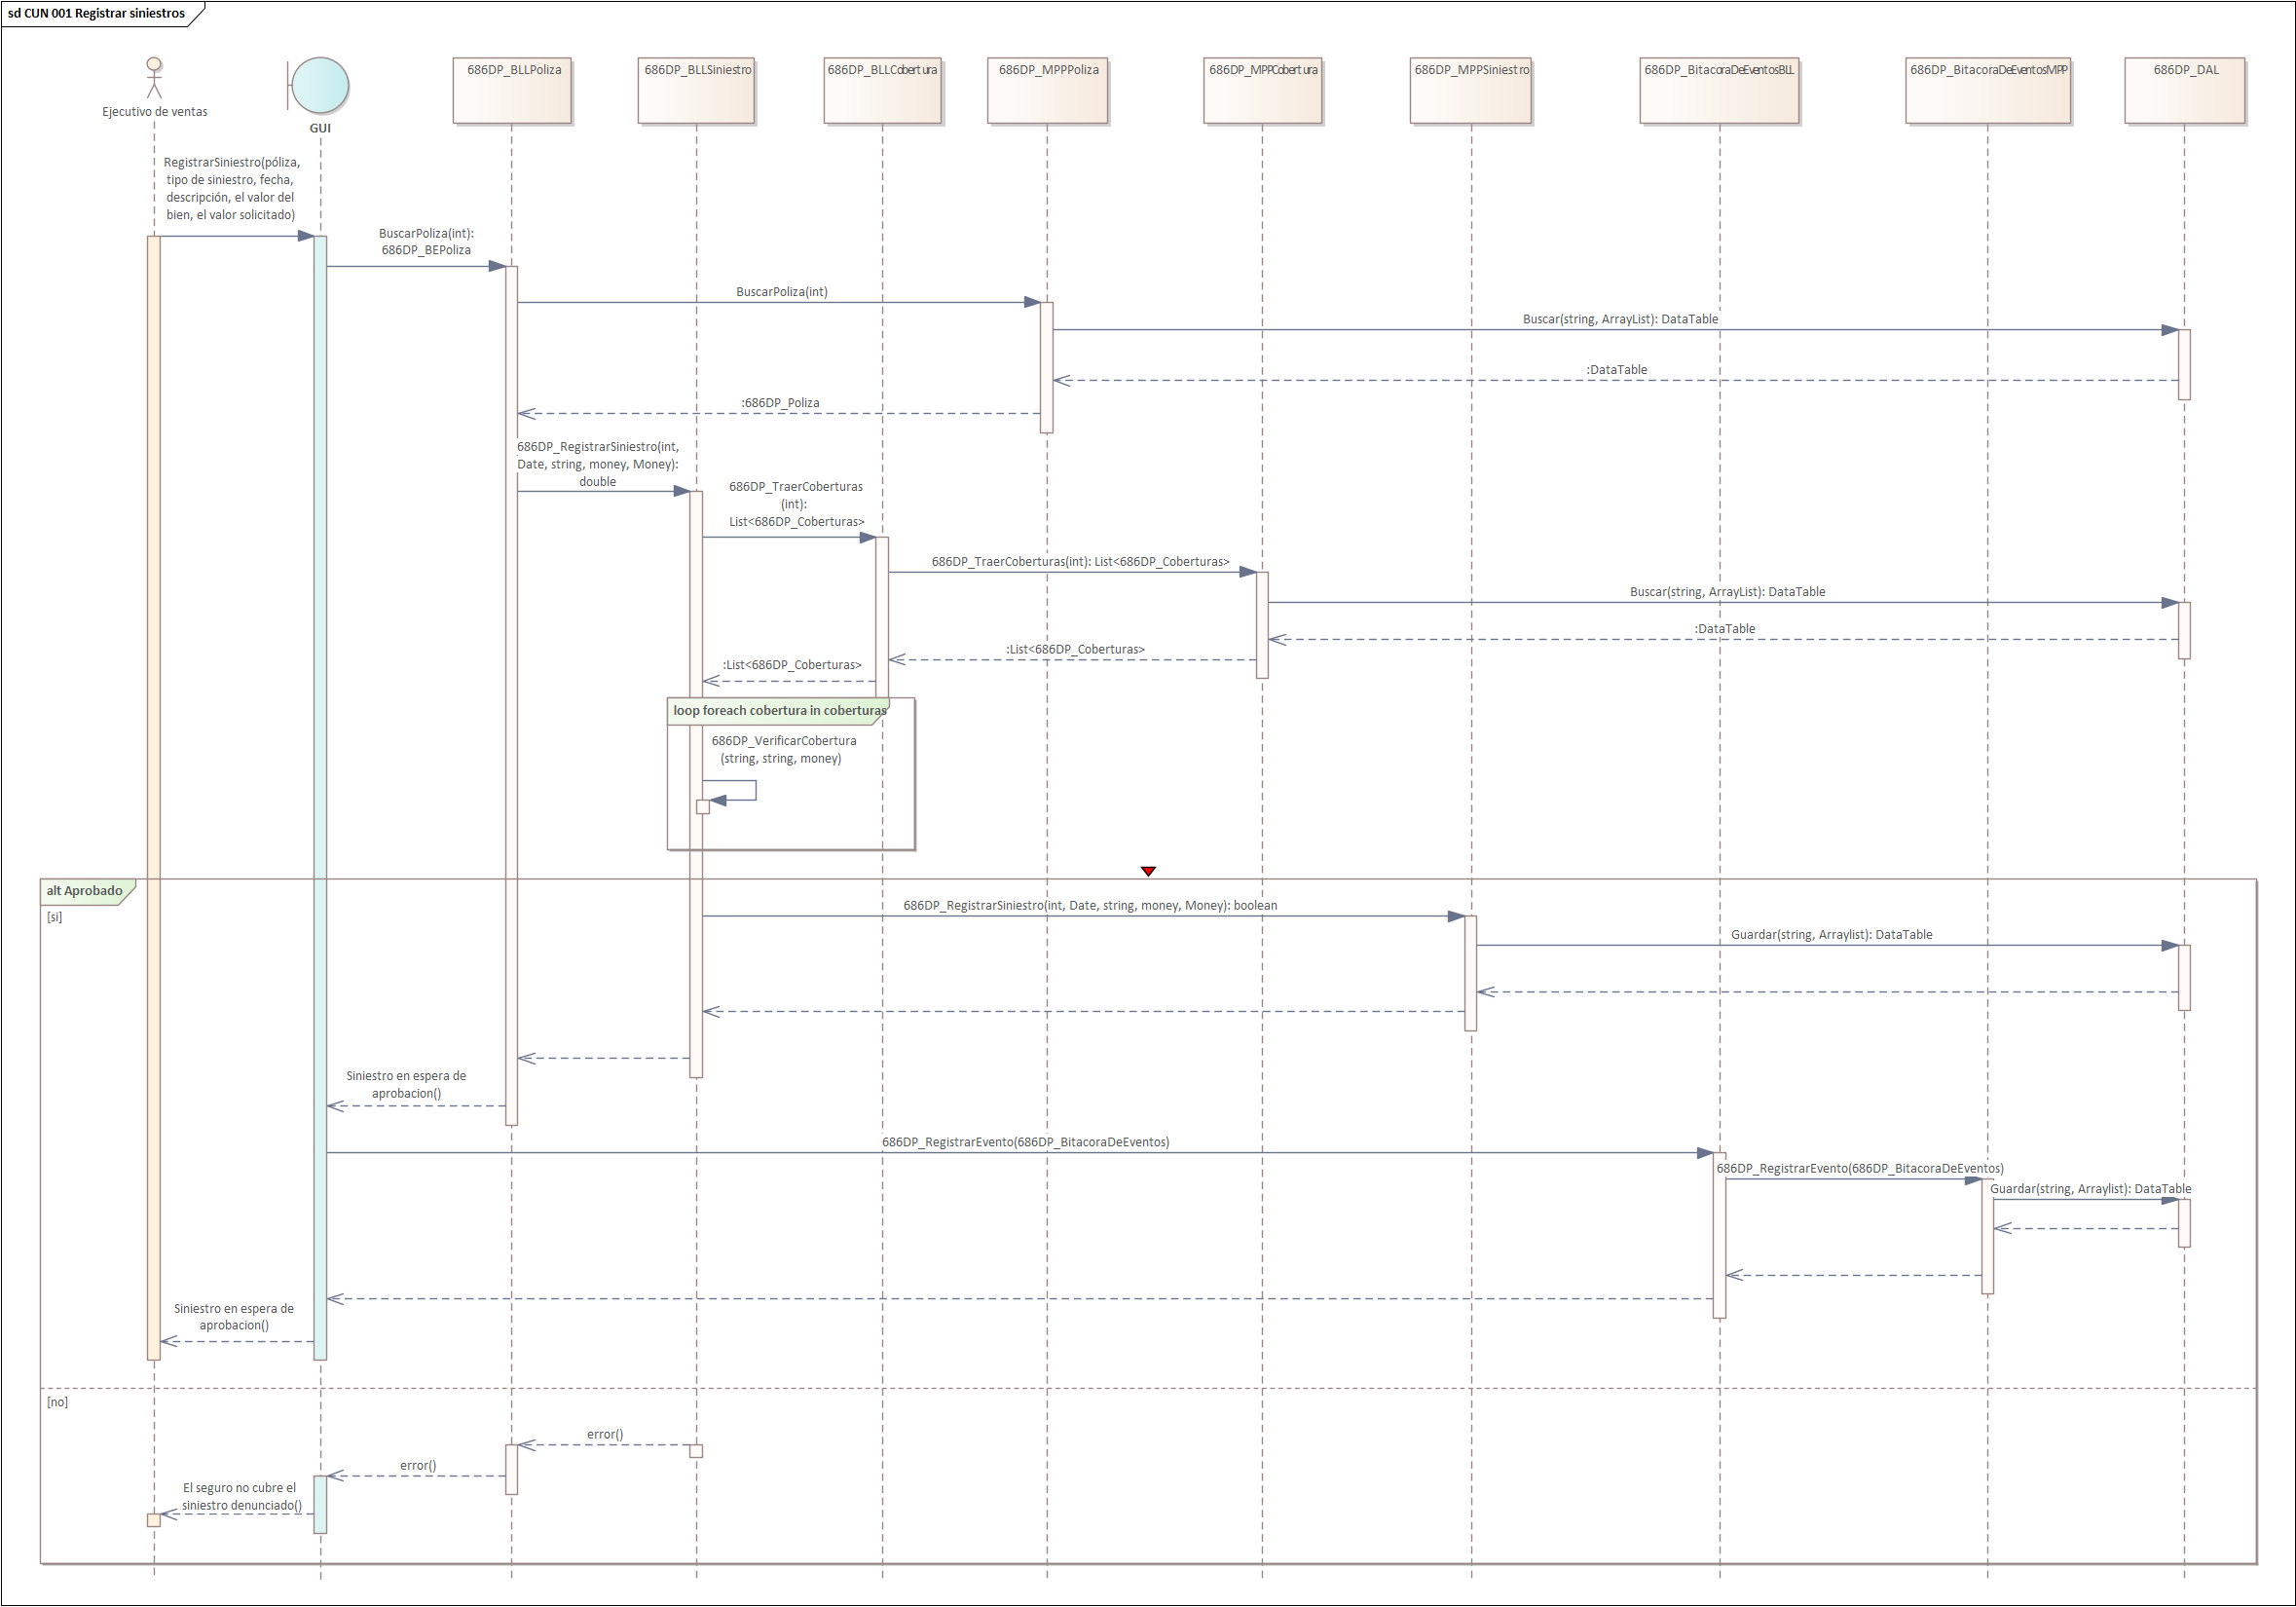 sd CUN 001 Registrar siniestros
Ejecutivo de ventas
GUI
686DP_BLLPoliza
686DP_BLLSiniestro
686DP_BLLCobertura
686DP_MPPPoliza
686DP_MPPCobertura
686DP_MPPSiniestro
686DP_BitacoraDeEventosBLL
686DP_BitacoraDeEventosMPP
686DP_DAL
RegistrarSiniestro(póliza,
tipo de siniestro, fecha,
descripción, el valor del
bien, el valor solicitado)
BuscarPoliza(int):
686DP_BEPoliza
BuscarPoliza(int)
Buscar(string, ArrayList): DataTable
:DataTable
:686DP_Poliza
686DP_RegistrarSiniestro(int,
Date, string, money, Money):
double
686DP_TraerCoberturas
(int):
List<686DP_Coberturas>
686DP_TraerCoberturas(int): List<686DP_Coberturas>
Buscar(string, ArrayList): DataTable
:DataTable
:List<686DP_Coberturas>
:List<686DP_Coberturas>
loop foreach cobertura in coberturas
686DP_VerificarCobertura
(string, string, money)
alt Aprobado
[si]
686DP_RegistrarSiniestro(int, Date, string, money, Money): boolean
Guardar(string, Arraylist): DataTable
Siniestro en espera de
aprobacion()
686DP_RegistrarEvento(686DP_BitacoraDeEventos)
686DP_RegistrarEvento(686DP_BitacoraDeEventos)
Guardar(string, Arraylist): DataTable
Siniestro en espera de
aprobacion()
[no]
error()
error()
El seguro no cubre el
siniestro denunciado()